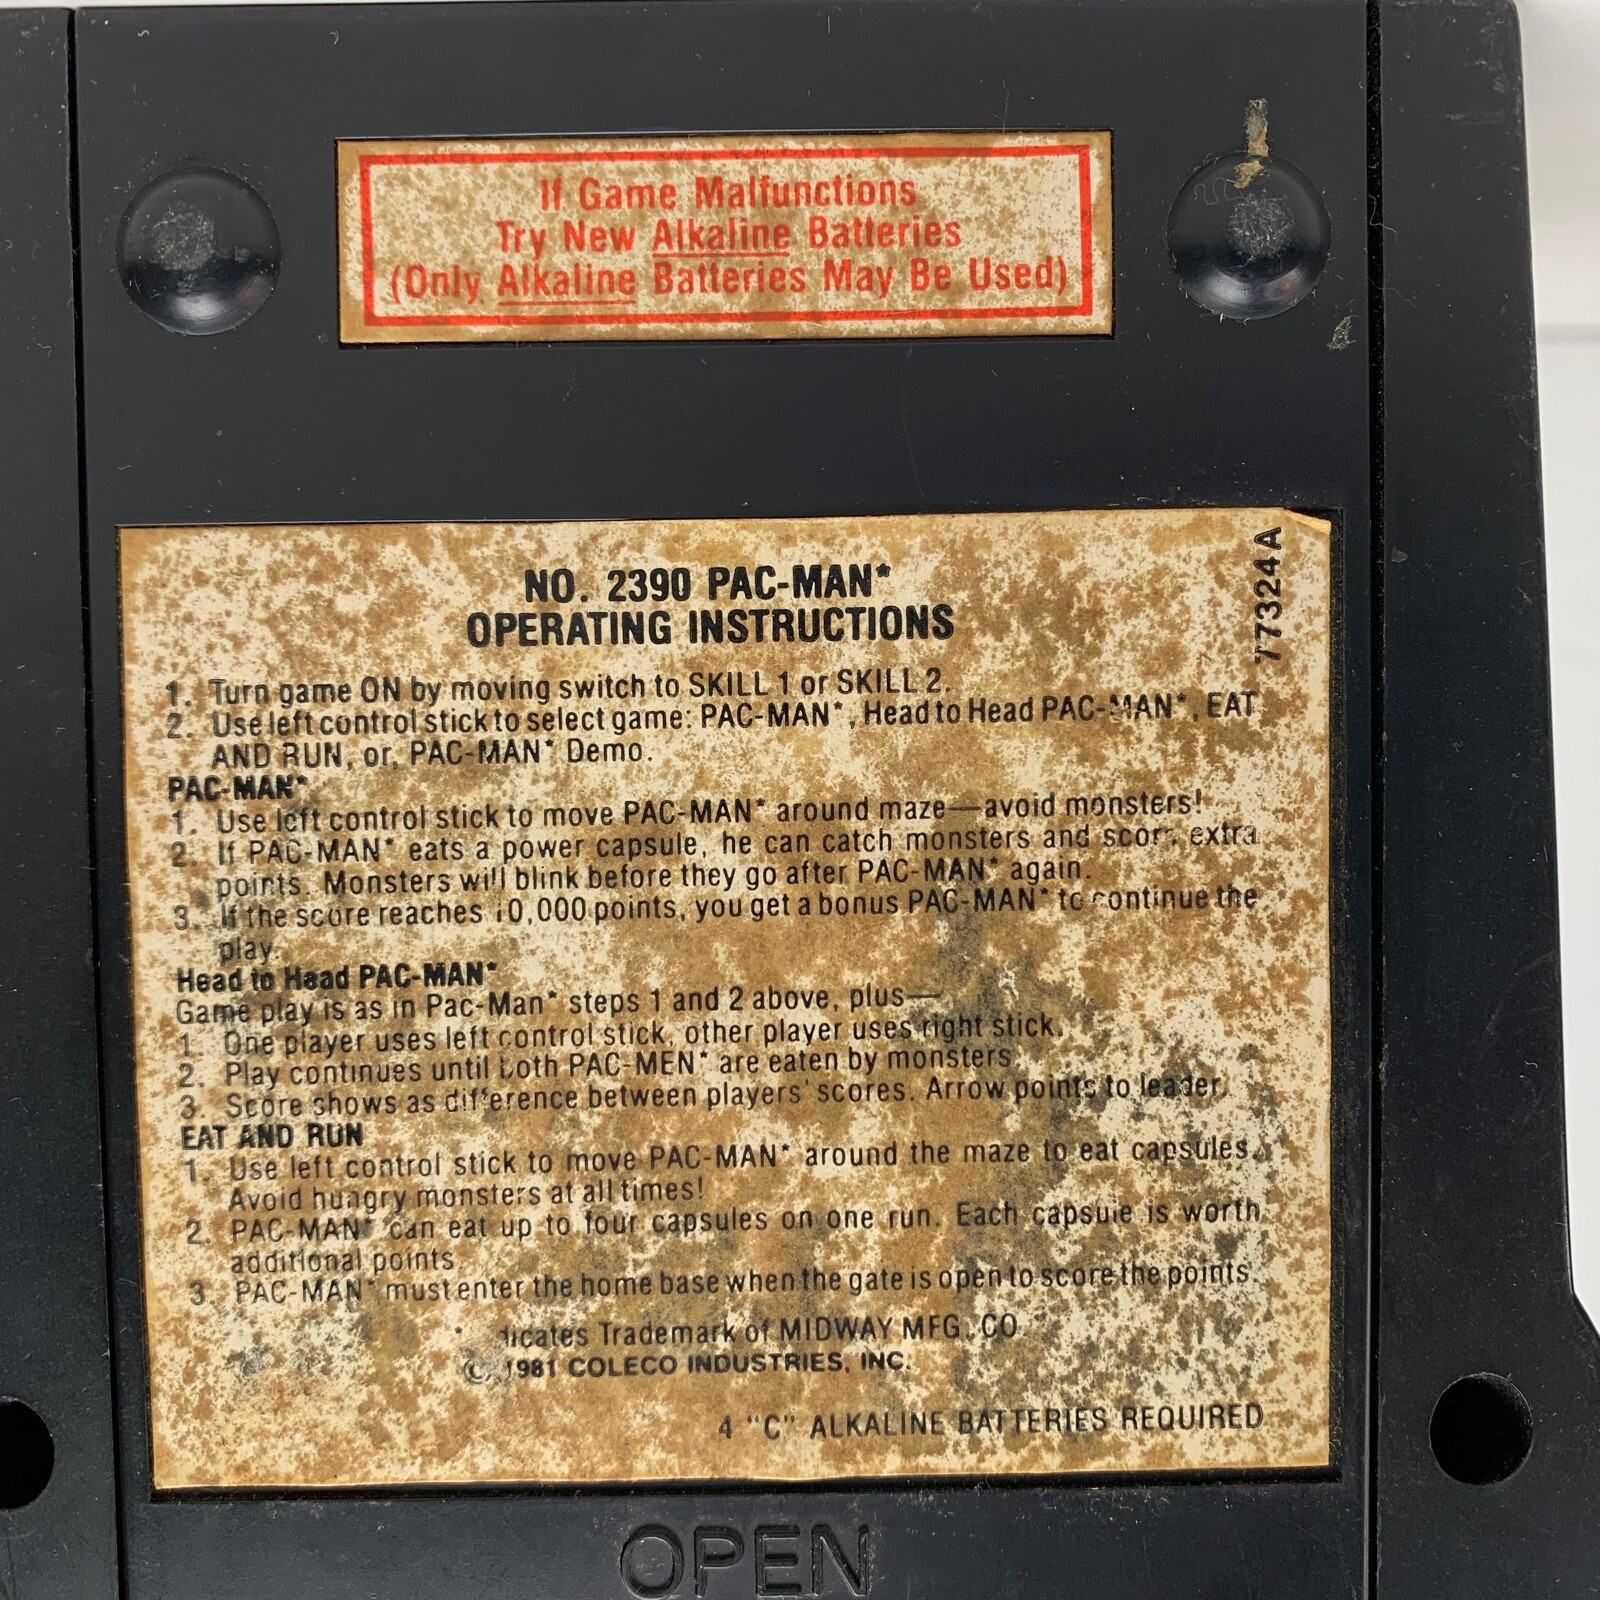 If Game Malfunctions
Try New Alkaline Batteries
(Only Alkaline Batteries May Be Used)
77324A
NO. 2390 PAC-MAN*
OPERATING INSTRUCTIONS
1. Turn game ON by moving switch to SKILL 1 or SKILL 2.
2. Use left control stick to select game: PAC-MAN*, Head to Head PAC-MAN*, EAT
AND RUN, or, PAC-MAN* Demo.
PAC-MAN*
1. Use left control stick to move PAC-MAN* around maze—avoid monsters!
2. If PAC-MAN* eats a power capsule, he can catch monsters and score extra
points. Monsters will blink before they go after PAC-MAN* again.
3. If the score reaches 10,000 points, you get a bonus PAC-MAN* to continue the
play.
Head to Head PAC-MAN*
Game play is as in Pac-Man* steps 1 and 2 above, plus—
1. One player uses left control stick, other player uses right stick.
2. Play continues until both PAC-MEN* are eaten by monsters
3. Score shows as difference between players' scores. Arrow points to leader.
EAT AND RUN
1. Use left control stick to move PAC-MAN* around the maze to eat capsules.
Avoid hungry monsters at all times!
2. PAC-MAN* can eat up to four capsules on one run. Each capsule is worth
additional points.
3. PAC-MAN* must enter the home base when the gate is open to score the points.
* Trademark of MIDWAY MFG. CO.
© 1981 COLECO INDUSTRIES, INC.
4 "C" ALKALINE BATTERIES REQUIRED
OPEN